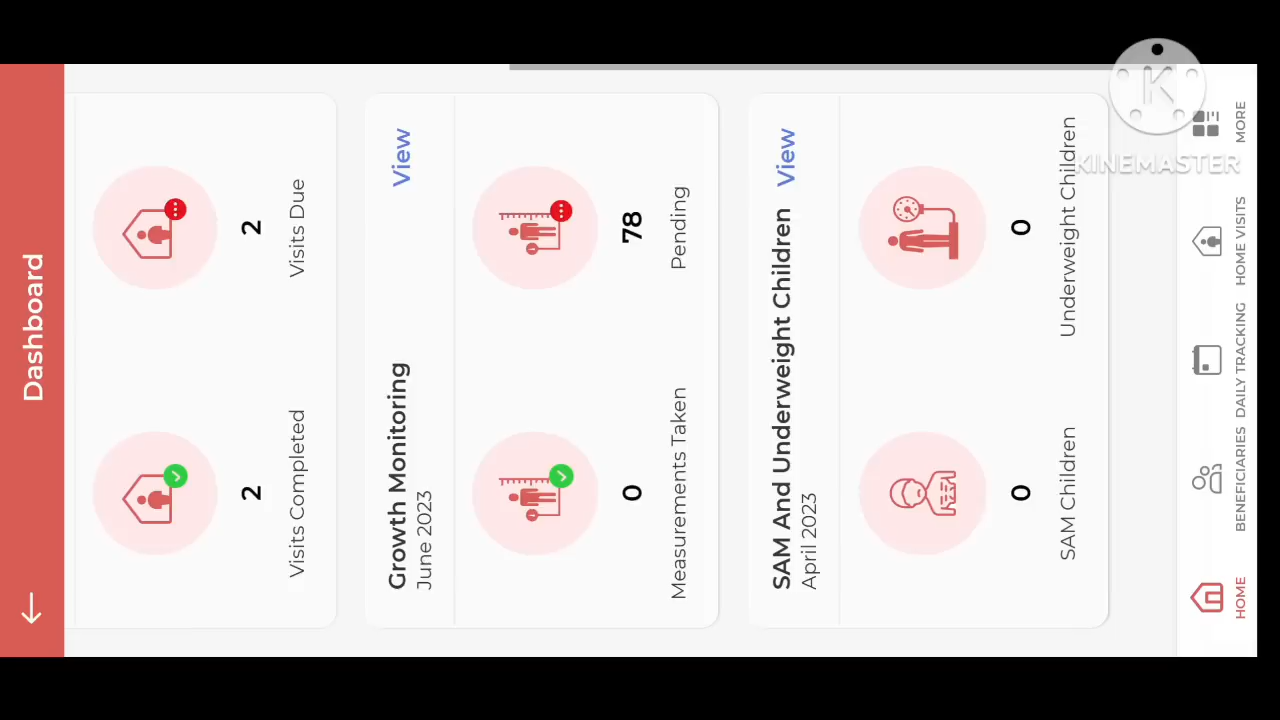 Dashboard
2
2
Visits Completed
Visits Due
Growth Monitoring
View
June 2023
0
78
Measurements Taken
Pending
SAM And Underweight Children
View
April 2023
0
0
SAM Children
Underweight Children
HOME
BENEFICIARIES
DAILY TRACKING
HOME VISITS
MORE
K
KINEMASTER